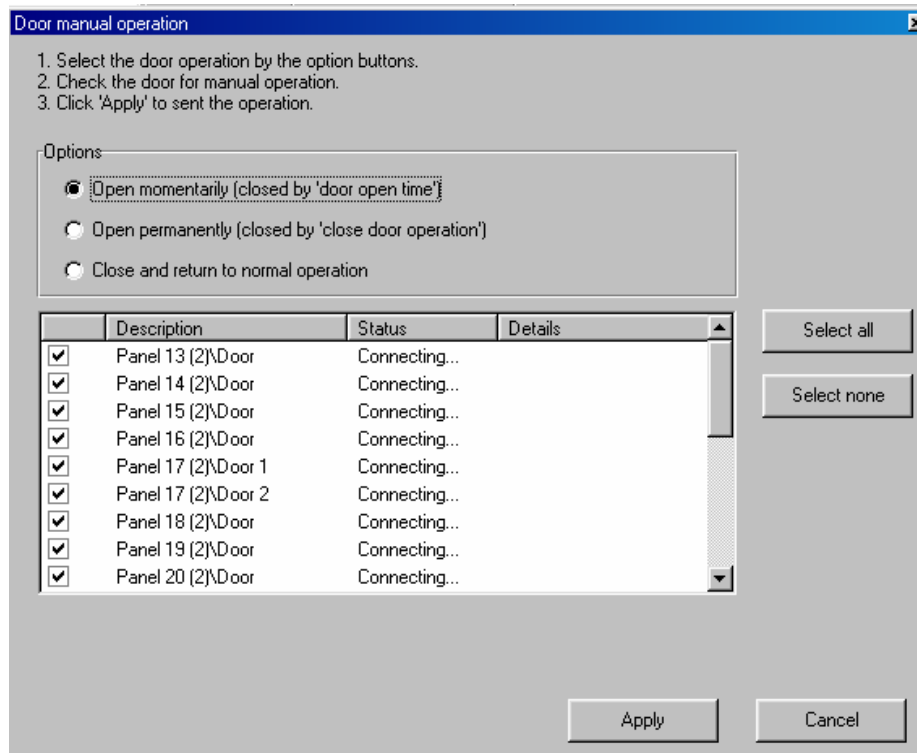 Door manual operation
1. Select the door operation by the option buttons.
2. Check the door for manual operation.
3. Click 'Apply' to sent the operation.
Options
Open momentarily (closed by 'door open time')
Open permanently (closed by 'close door operation')
Close and return to normal operation
Description Status Details
Panel 13 (2)\Door Connecting...
Panel 14 (2)\Door Connecting...
Panel 15 (2)\Door Connecting...
Panel 16 (2)\Door Connecting...
Panel 17 (2)\Door 1 Connecting...
Panel 17 (2)\Door 2 Connecting...
Panel 18 (2)\Door Connecting...
Panel 19 (2)\Door Connecting...
Panel 20 (2)\Door Connecting...
Select all
Select none
Apply Cancel